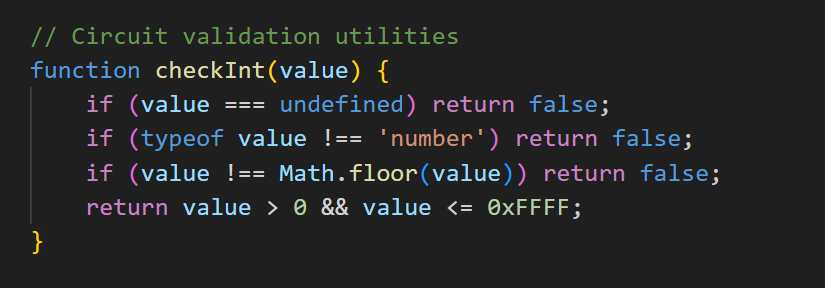 // Circuit validation utilities
function checkInt(value) {
    if (value === undefined) return false;
    if (typeof value !== 'number') return false;
    if (value !== Math.floor(value)) return false;
    return value > 0 && value <= 0xFFFF;
}